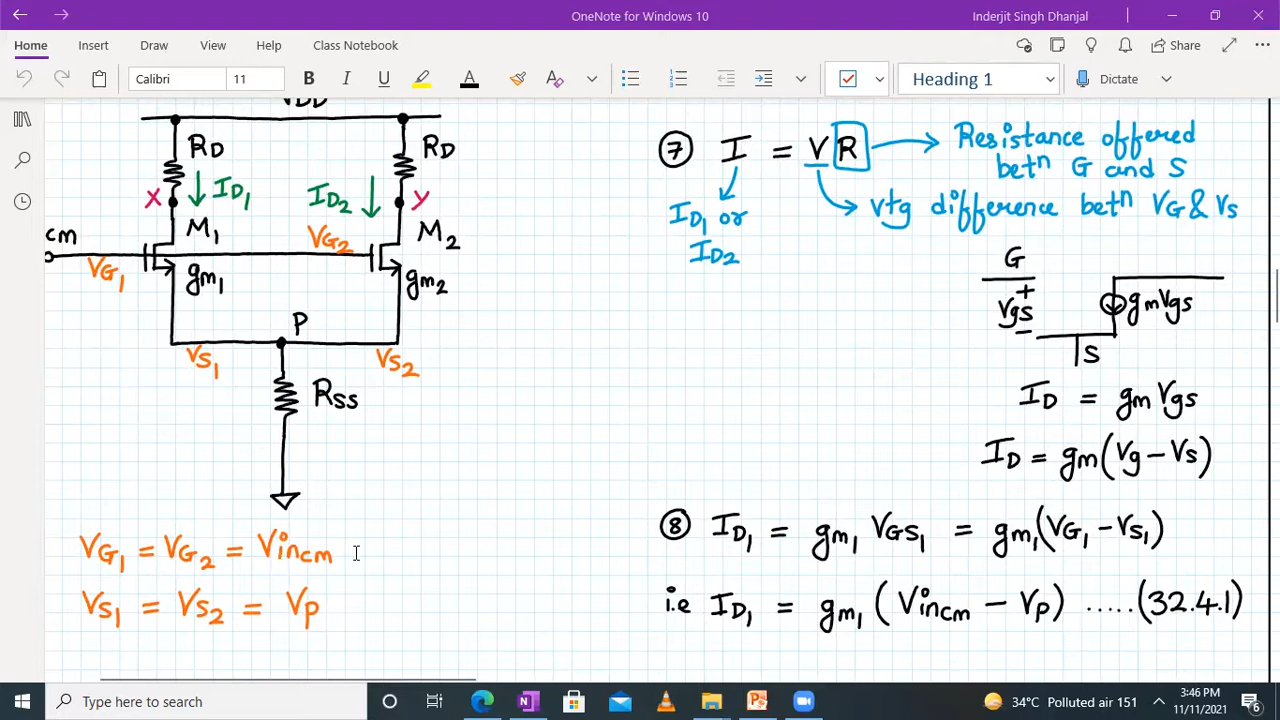 OneNote for Windows 10
Inderjit Singh Dhanjal
Home Insert Draw View Help Class Notebook
Share
Calibri 11 B I U A A Heading 1 Dictate
VDD
RD RD
X ID1 ID2 Y
M1 M2
cm VG1 VG2
gm1 gm2
P
VS1 VS2
RSS
VG1 = VG2 = Vincm
VS1 = VS2 = Vp
⑦ I = V R → Resistance offered
betn G and S
ID1 or
ID2
vtg difference betn VG & VS
G
+
Vgs gmVgs
−
S
ID = gm Vgs
ID = gm (Vg − Vs)
⑧ ID1 = gm1 VGS1 = gm1 (VG1 − VS1)
i.e ID1 = gm1 (Vincm − Vp) .....(32.4.1)
Type here to search
34°C Polluted air 151
3:46 PM
11/11/2021
6